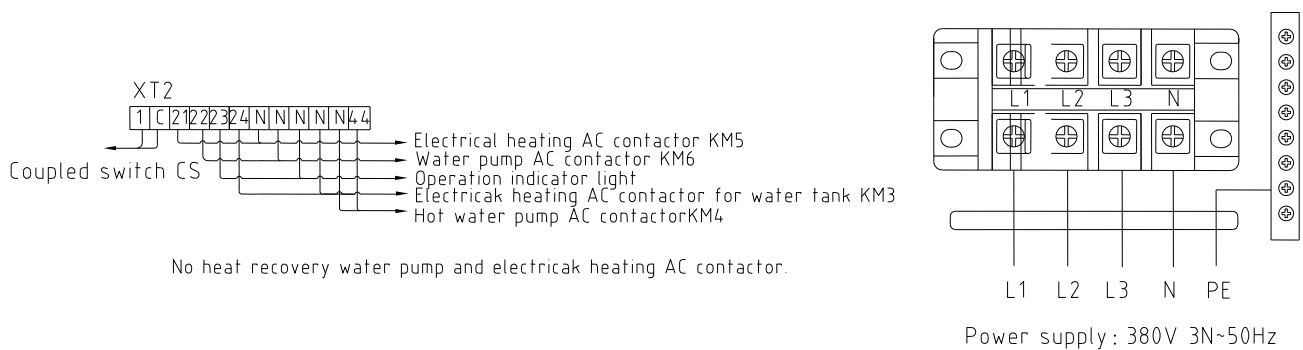 XT2
1 C 21 22 23 24 N N N N N 44
Electrical heating AC contactor KM5
Water pump AC contactor KM6
Coupled switch CS
Operation indicator light
Electricak heating AC contactor for water tank KM3
Hot water pump AC contactorKM4
No heat recovery water pump and electricak heating AC contactor.
L1 L2 L3 N
L1 L2 L3 N PE
Power supply: 380V 3N~50Hz